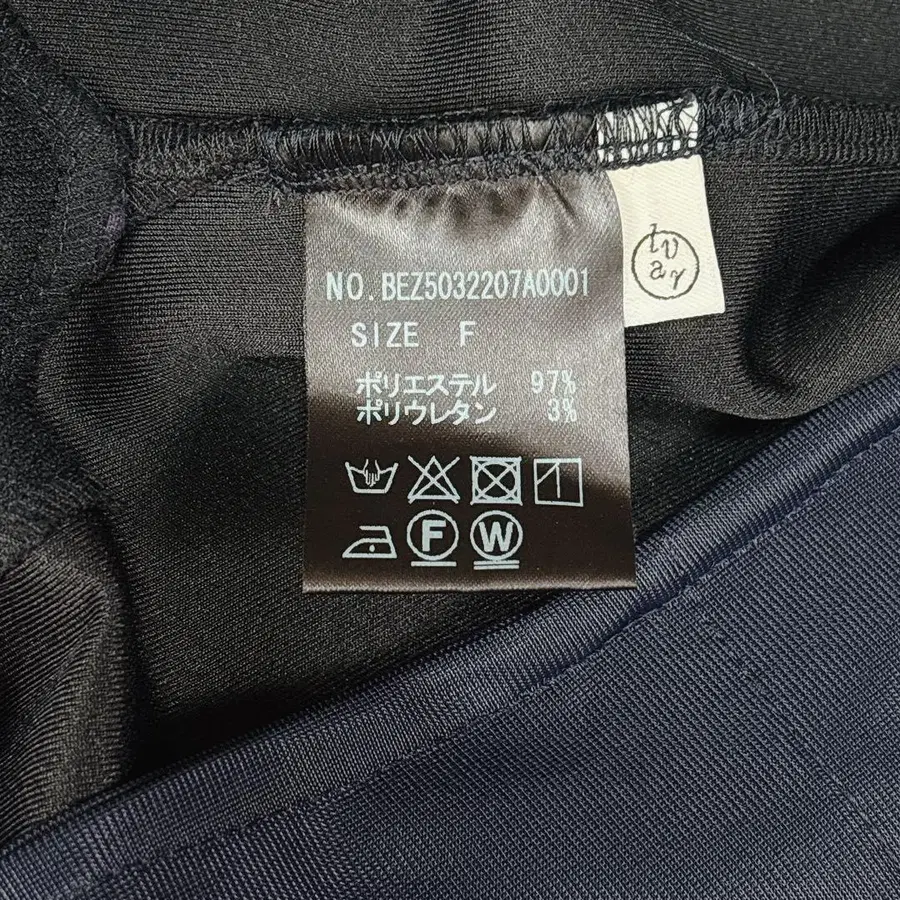 NO. BEZ5032207A0001
SIZE F
ポリエステル 97%
ポリウレタン 3%
F W